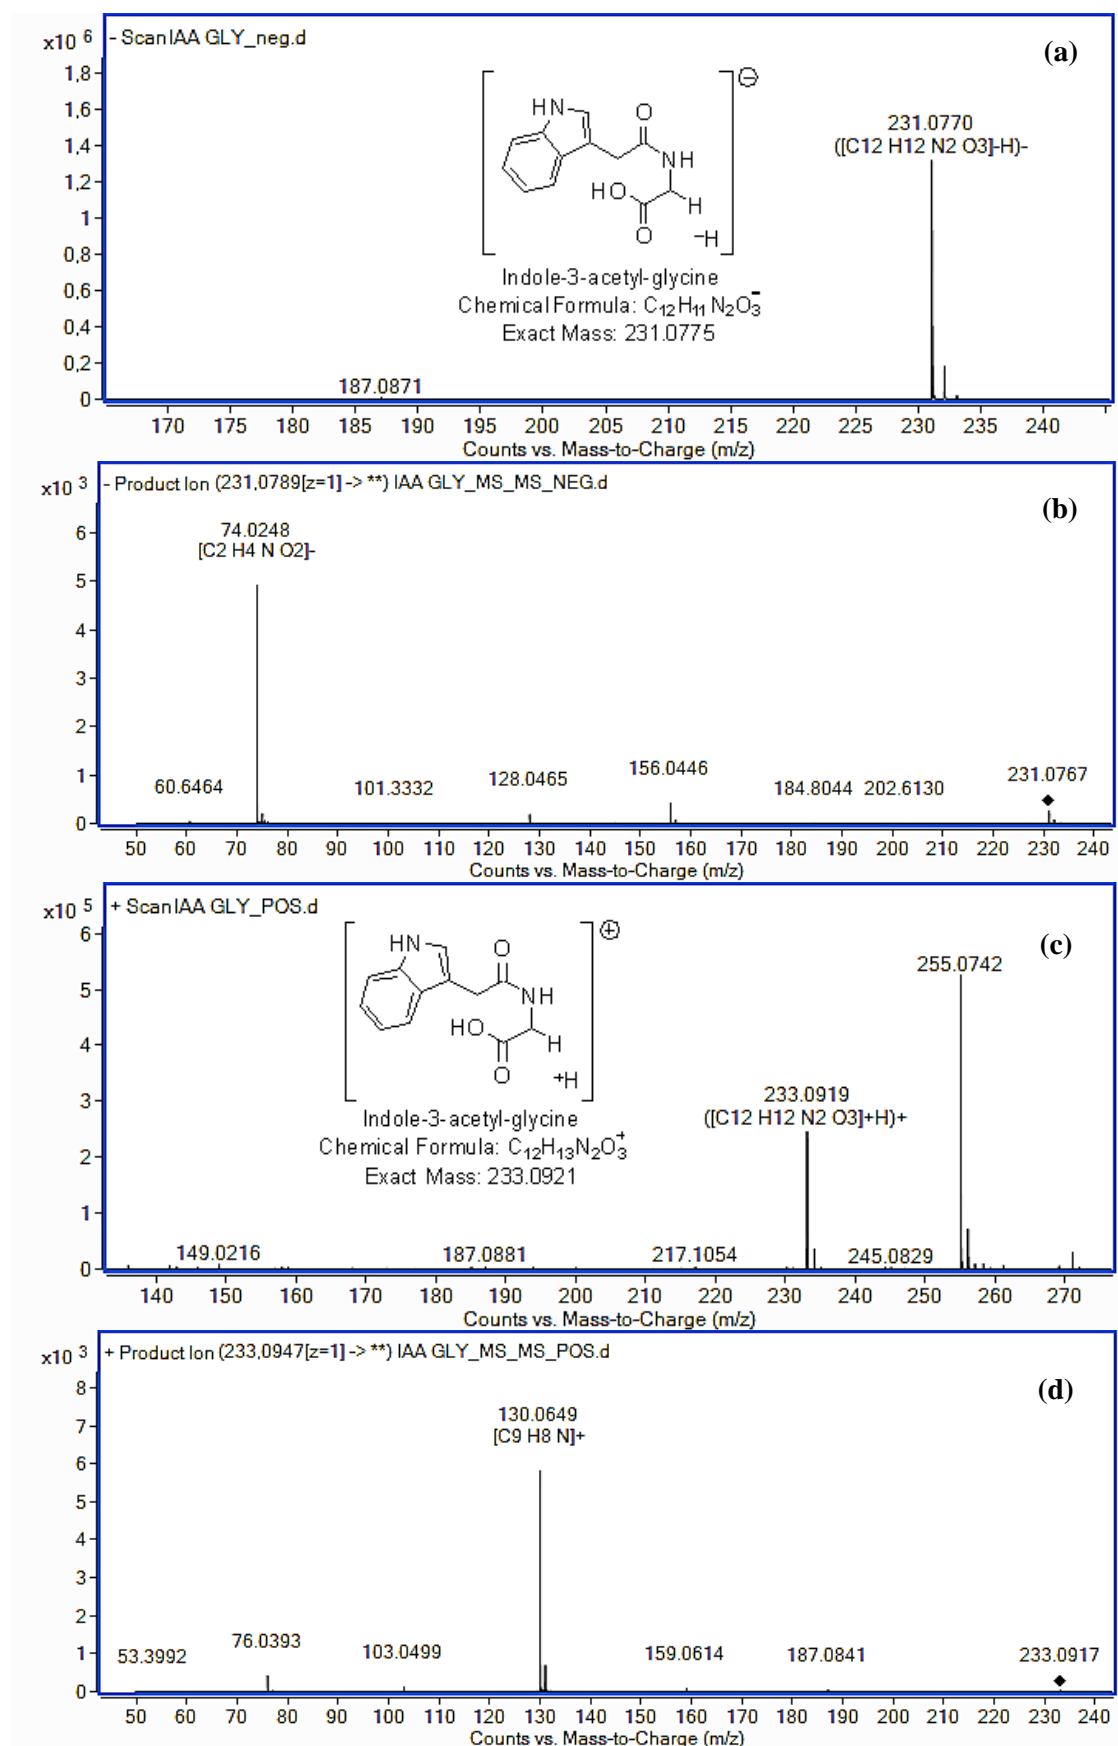 x10 6
- Scan IAA GLY_neg.d
(a)
1,8
1,6
1,4
1,2
1
0,8
0,6
0,4
0,2
0
HN
O
NH
HO
H
O
–H
⊖
231.0770
([C12 H12 N2 O3]-H)-
Indole-3-acetyl-glycine
Chemical Formula: C12H11N2O3−
Exact Mass: 231.0775
187.0871
170 175 180 185 190 195 200 205 210 215 220 225 230 235 240
Counts vs. Mass-to-Charge (m/z)
x10 3
- Product Ion (231,0789[z=1] -> **) IAA GLY_MS_MS_NEG.d
(b)
6
5
4
3
2
1
0
74.0248
[C2 H4 N O2]-
60.6464
101.3332
128.0465
156.0446
184.8044
202.6130
231.0767
50 60 70 80 90 100 110 120 130 140 150 160 170 180 190 200 210 220 230 240
Counts vs. Mass-to-Charge (m/z)
x10 5
+ Scan IAA GLY_POS.d
(c)
6
5
4
3
2
1
0
HN
O
NH
HO
H
O
+H
⊕
255.0742
233.0919
([C12 H12 N2 O3]+H)+
Indole-3-acetyl-glycine
Chemical Formula: C12H13N2O3+
Exact Mass: 233.0921
149.0216
187.0881
217.1054
245.0829
140 150 160 170 180 190 200 210 220 230 240 250 260 270
Counts vs. Mass-to-Charge (m/z)
x10 3
+ Product Ion (233,0947[z=1] -> **) IAA GLY_MS_MS_POS.d
(d)
8
7
6
5
4
3
2
1
0
130.0649
[C9 H8 N]+
53.3992
76.0393
103.0499
159.0614
187.0841
233.0917
50 60 70 80 90 100 110 120 130 140 150 160 170 180 190 200 210 220 230 240
Counts vs. Mass-to-Charge (m/z)